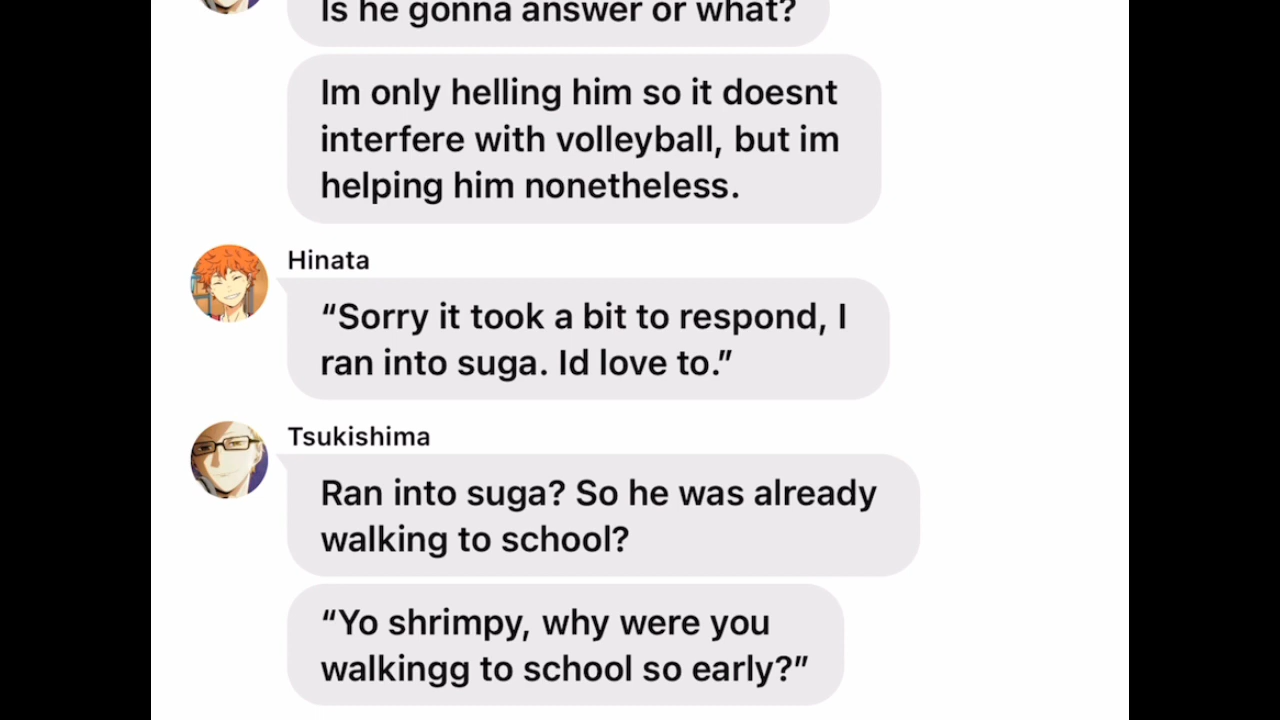 Is he gonna answer or what?
Im only helling him so it doesnt
interfere with volleyball, but im
helping him nonetheless.
Hinata
“Sorry it took a bit to respond, I
ran into suga. Id love to.”
Tsukishima
Ran into suga? So he was already
walking to school?
“Yo shrimpy, why were you
walkingg to school so early?”